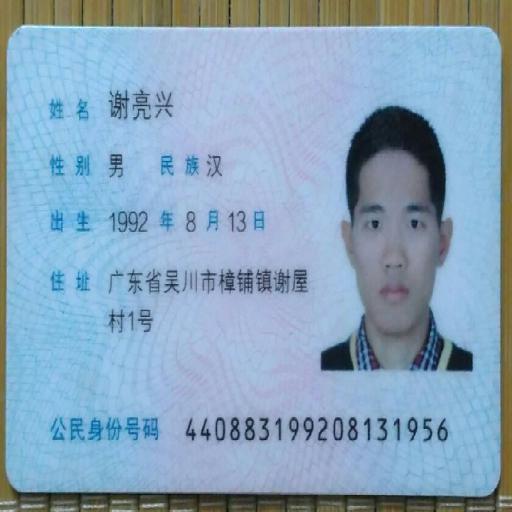 姓名 谢亮兴
性别 男 民族 汉
出生 1992 年 8 月 13 日
住址 广东省吴川市樟铺镇谢屋
村1号
公民身份号码 440883199208131956